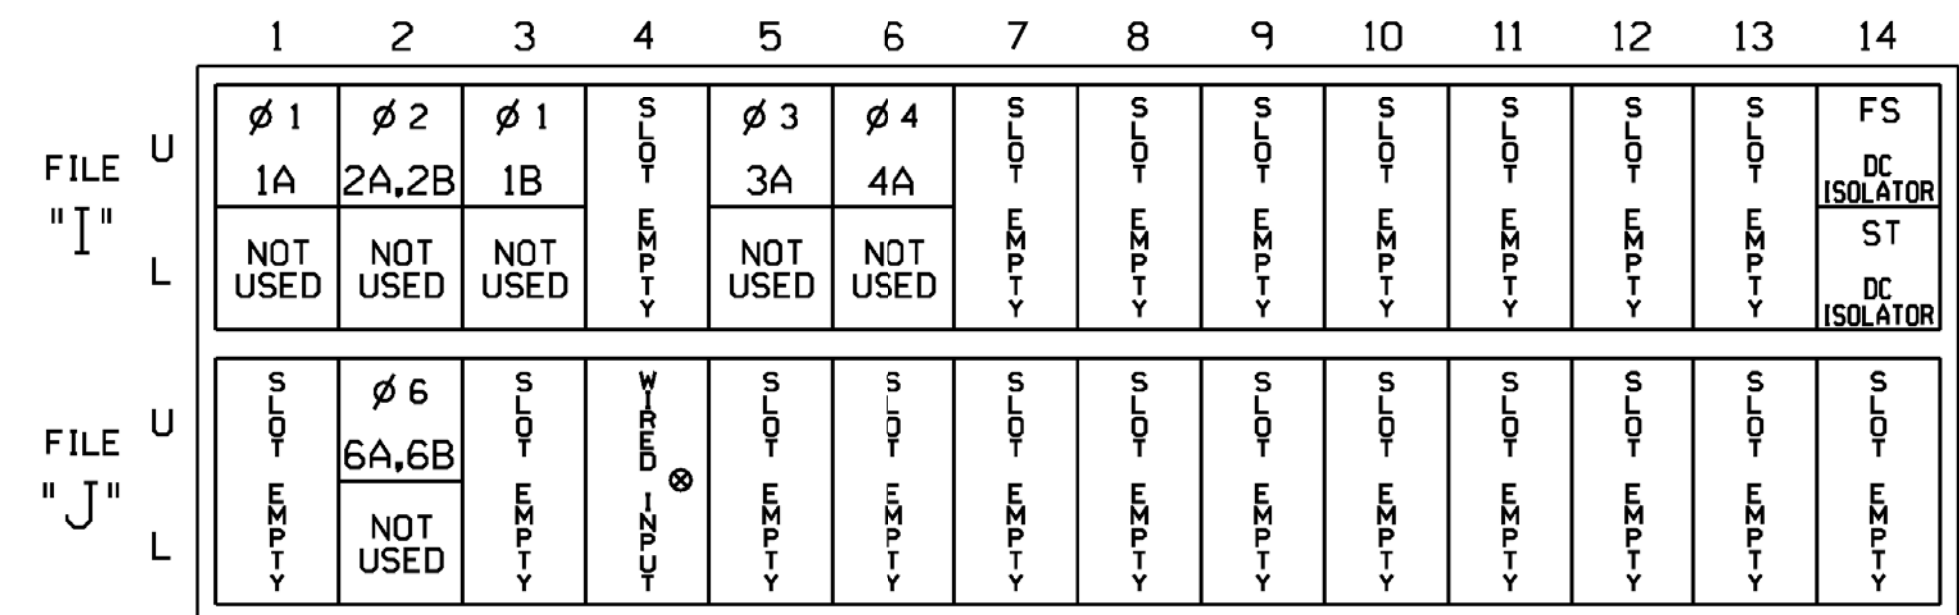 1 2 3 4 5 6 7 8 9 10 11 12 13 14
FILE "I"
U
L
Ø 1 1A
Ø 2 2A,2B
Ø 1 1B
SLOT EMPTY
Ø 3 3A
Ø 4 4A
SLOT EMPTY
SLOT EMPTY
SLOT EMPTY
SLOT EMPTY
SLOT EMPTY
SLOT EMPTY
SLOT EMPTY
FS DC ISOLATOR
NOT USED
NOT USED
NOT USED
NOT USED
NOT USED
ST DC ISOLATOR
FILE "J"
U
L
SLOT EMPTY
Ø 6 6A,6B
SLOT EMPTY
WIRED INPUT ⊗
SLOT EMPTY
SLOT EMPTY
SLOT EMPTY
SLOT EMPTY
SLOT EMPTY
SLOT EMPTY
SLOT EMPTY
SLOT EMPTY
SLOT EMPTY
SLOT EMPTY
NOT USED